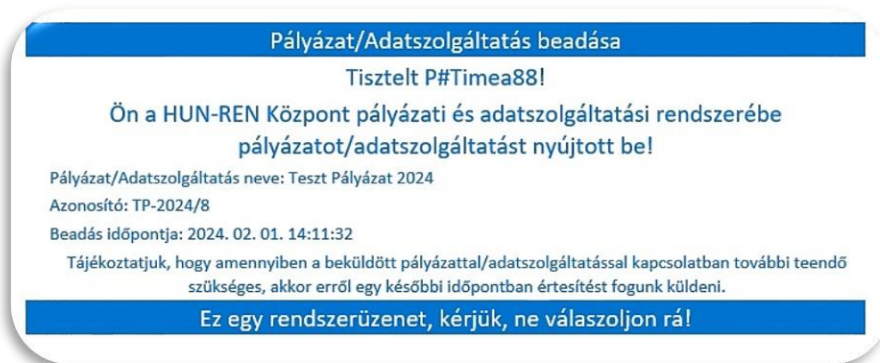 Pályázat/Adatszolgáltatás beadása
Tisztelt P#Timea88!
Ön a HUN-REN Központ pályázati és adatszolgáltatási rendszerébe
pályázatot/adatszolgáltatást nyújtott be!
Pályázat/Adatszolgáltatás neve: Teszt Pályázat 2024
Azonosító: TP-2024/8
Beadás időpontja: 2024. 02. 01. 14:11:32
Tájékoztatjuk, hogy amennyiben a beküldött pályázattal/adatszolgáltatással kapcsolatban további teendő
szükséges, akkor erről egy későbbi időpontban értesítést fogunk küldeni.
Ez egy rendszerüzenet, kérjük, ne válaszoljon rá!